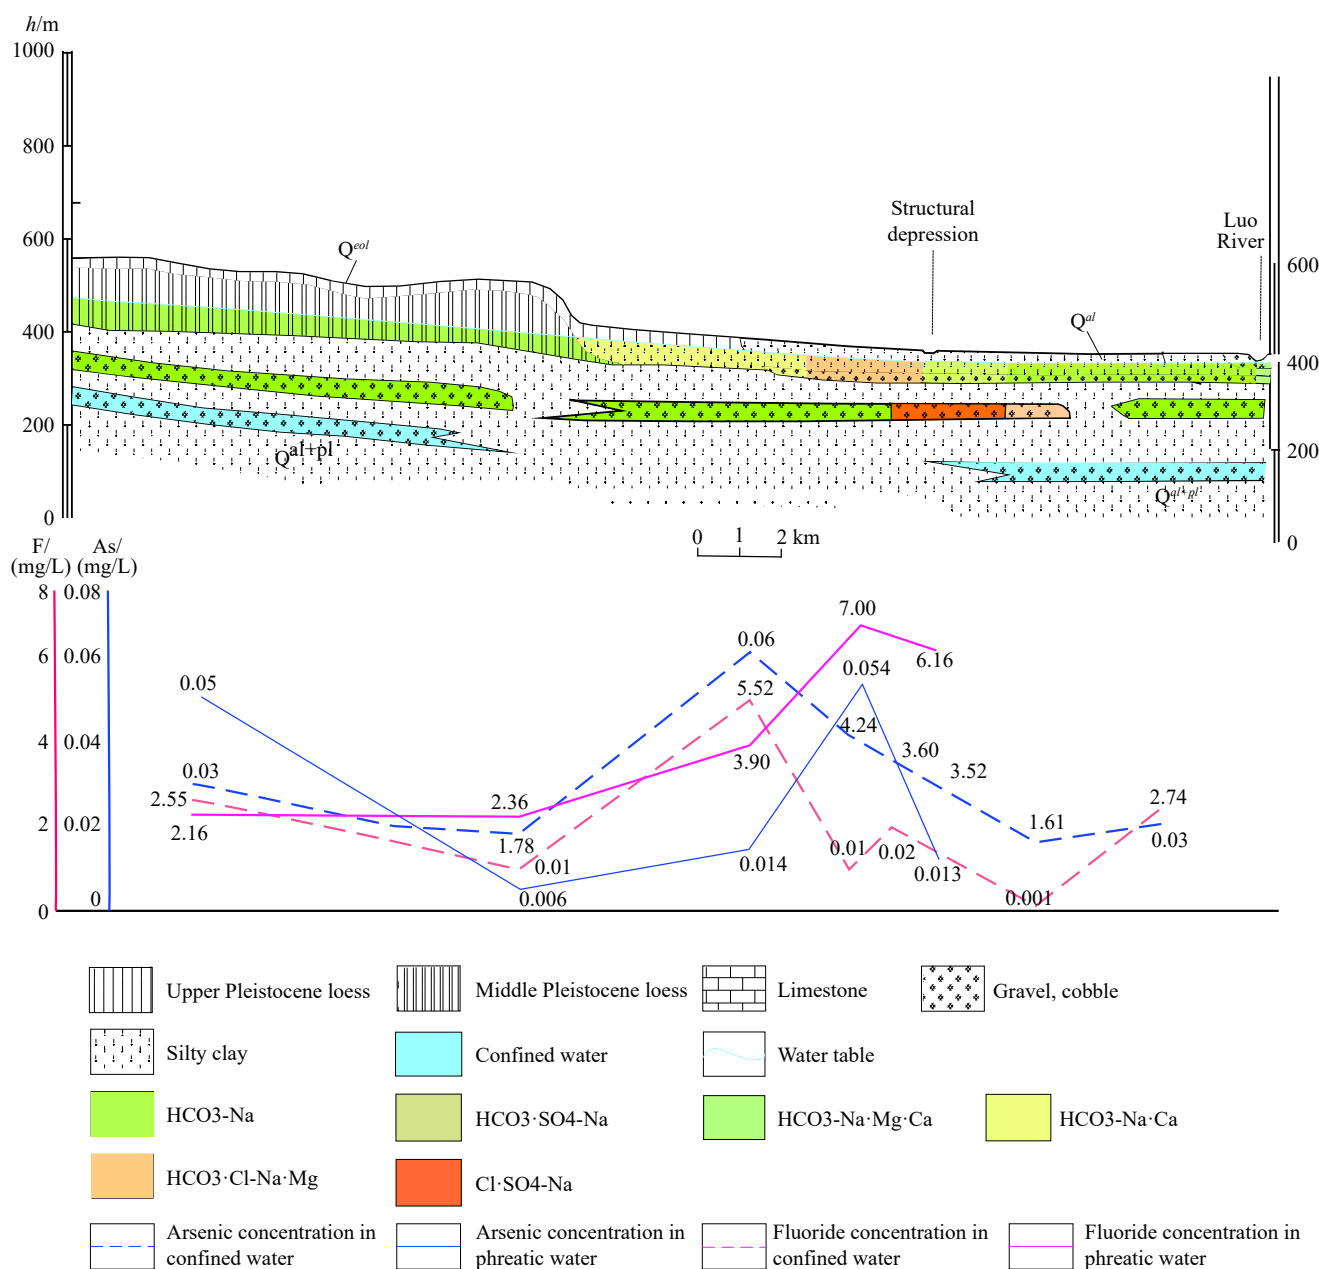 h/m
1000
800
600
400
200
0
Q^eol
Structural
depression
Luo
River
Q^al
Q^al+pl
Q^al+pl
600
400
200
0
0 1 2 km
F/
(mg/L)
As/
(mg/L)
8
6
4
2
0
0.08
0.06
0.04
0.02
0
0.05
0.03
2.55
2.16
2.36
1.78
0.01
0.006
0.06
5.52
3.90
0.014
7.00
6.16
0.054
4.24
3.60
3.52
0.01
0.02
0.013
1.61
0.001
2.74
0.03
Upper Pleistocene loess
Middle Pleistocene loess
Limestone
Gravel, cobble
Silty clay
Confined water
Water table
HCO3-Na
HCO3·SO4-Na
HCO3-Na·Mg·Ca
HCO3-Na·Ca
HCO3·Cl-Na·Mg
Cl·SO4-Na
Arsenic concentration in
confined water
Arsenic concentration in
phreatic water
Fluoride concentration in
confined water
Fluoride concentration in
phreatic water